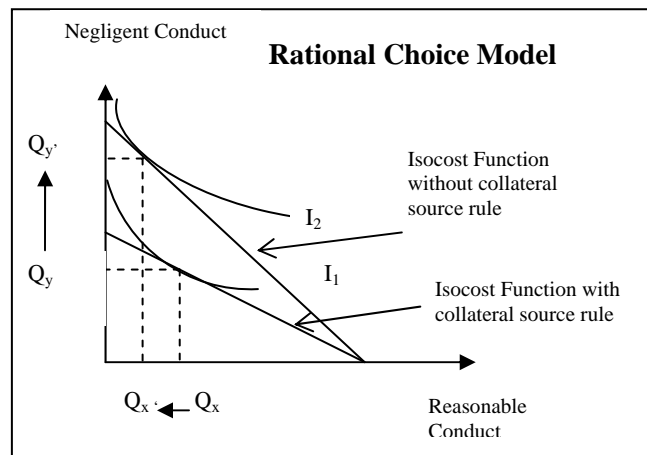 Negligent Conduct
Rational Choice Model
Qy'
Isocost Function
without collateral
source rule
I2
Qy
I1
Isocost Function with
collateral source rule
Qx ' Qx
Reasonable
Conduct